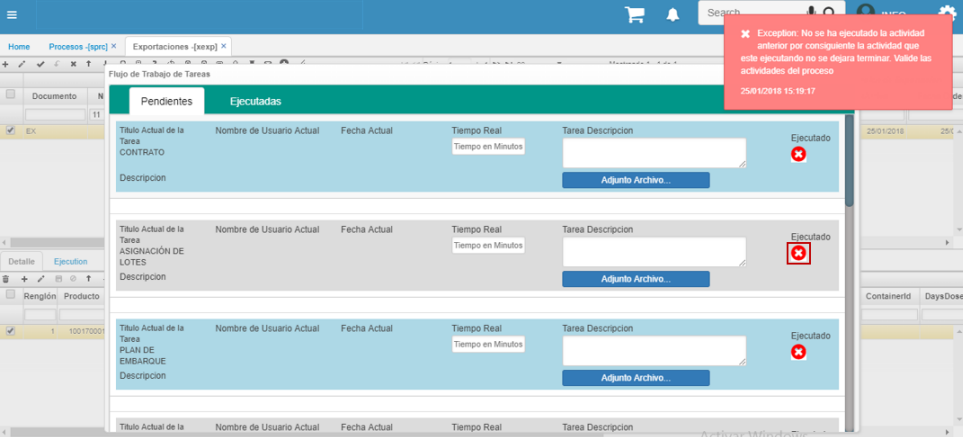 Search
INFO
Exception: No se ha ejecutado la actividad
anterior por consiguiente la actividad que
este ejecutando no se dejara terminar. Valide las
actividades del proceso
25/01/2018 15:19:17
Home Procesos -[sprc] × Exportaciones -[xexp] ×
Flujo de Trabajo de Tareas
Documento N
11
EX
25/01/2018
Pendientes Ejecutadas
Titulo Actual de la
Tarea
CONTRATO
Nombre de Usuario Actual Fecha Actual Tiempo Real Tarea Descripcion Ejecutado
Tiempo en Minutos
Descripcion
Adjunto Archivo...
Titulo Actual de la
Tarea
ASIGNACIÓN DE
LOTES
Nombre de Usuario Actual Fecha Actual Tiempo Real Tarea Descripcion Ejecutado
Tiempo en Minutos
Descripcion
Adjunto Archivo...
Detalle Ejecution
Renglón Producto
ContainerId DaysDose
1 100170001
Titulo Actual de la
Tarea
PLAN DE
EMBARQUE
Nombre de Usuario Actual Fecha Actual Tiempo Real Tarea Descripcion Ejecutado
Tiempo en Minutos
Descripcion
Adjunto Archivo...
Titulo Actual de la Nombre de Usuario Actual Fecha Actual Tiempo Real Tarea Descripcion
Activar Windows